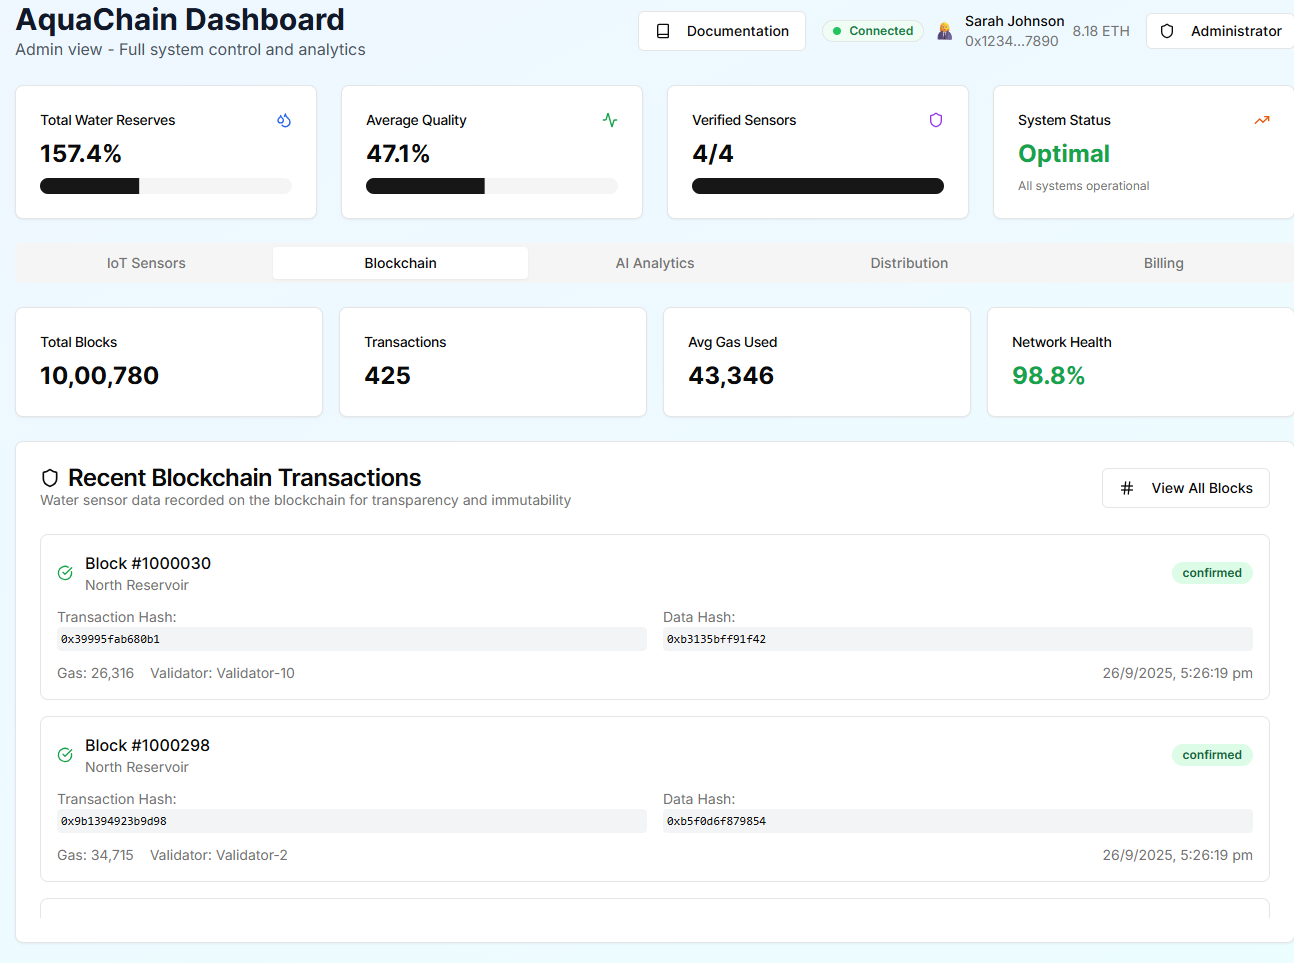 AquaChain Dashboard
Admin view - Full system control and analytics
Documentation
Connected
Sarah Johnson
0x1234...7890
8.18 ETH
Administrator
Total Water Reserves
157.4%
Average Quality
47.1%
Verified Sensors
4/4
System Status
Optimal
All systems operational
IoT Sensors
Blockchain
AI Analytics
Distribution
Billing
Total Blocks
10,00,780
Transactions
425
Avg Gas Used
43,346
Network Health
98.8%
Recent Blockchain Transactions
Water sensor data recorded on the blockchain for transparency and immutability
# View All Blocks
Block #1000030
North Reservoir
confirmed
Transaction Hash:
0x39995fab680b1
Data Hash:
0xb3135bff91f42
Gas: 26,316 Validator: Validator-10
26/9/2025, 5:26:19 pm
Block #1000298
North Reservoir
confirmed
Transaction Hash:
0x9b1394923b9d98
Data Hash:
0xb5f0d6f879854
Gas: 34,715 Validator: Validator-2
26/9/2025, 5:26:19 pm